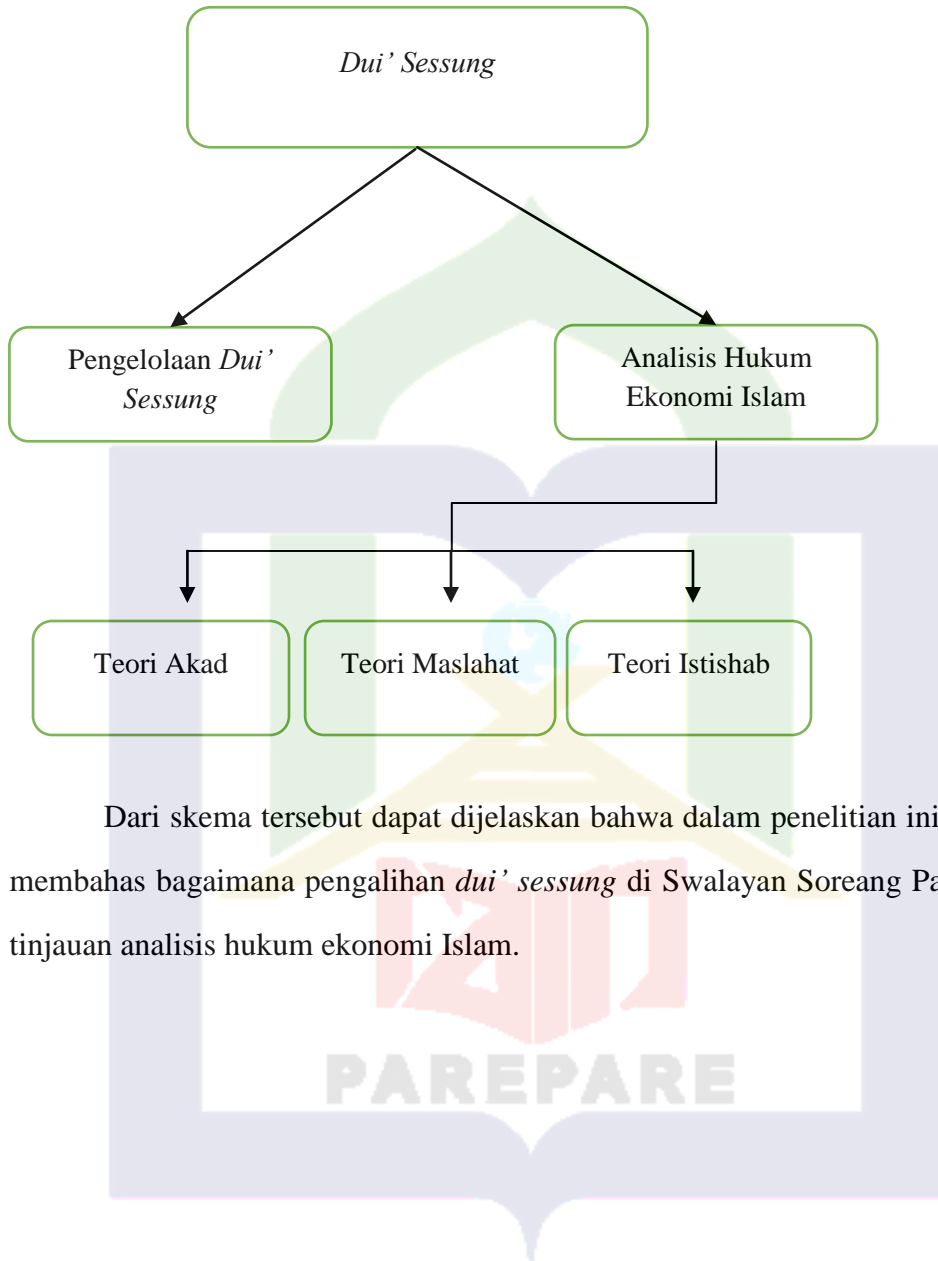 Dui' Sessung
Pengelolaan Dui'
Sessung
Analisis Hukum
Ekonomi Islam
Teori Akad
Teori Maslahat
Teori Istishab
Dari skema tersebut dapat dijelaskan bahwa dalam penelitian ini
membahas bagaimana pengalihan dui' sessung di Swalayan Soreang Pa
tinjauan analisis hukum ekonomi Islam.
PAREPARE